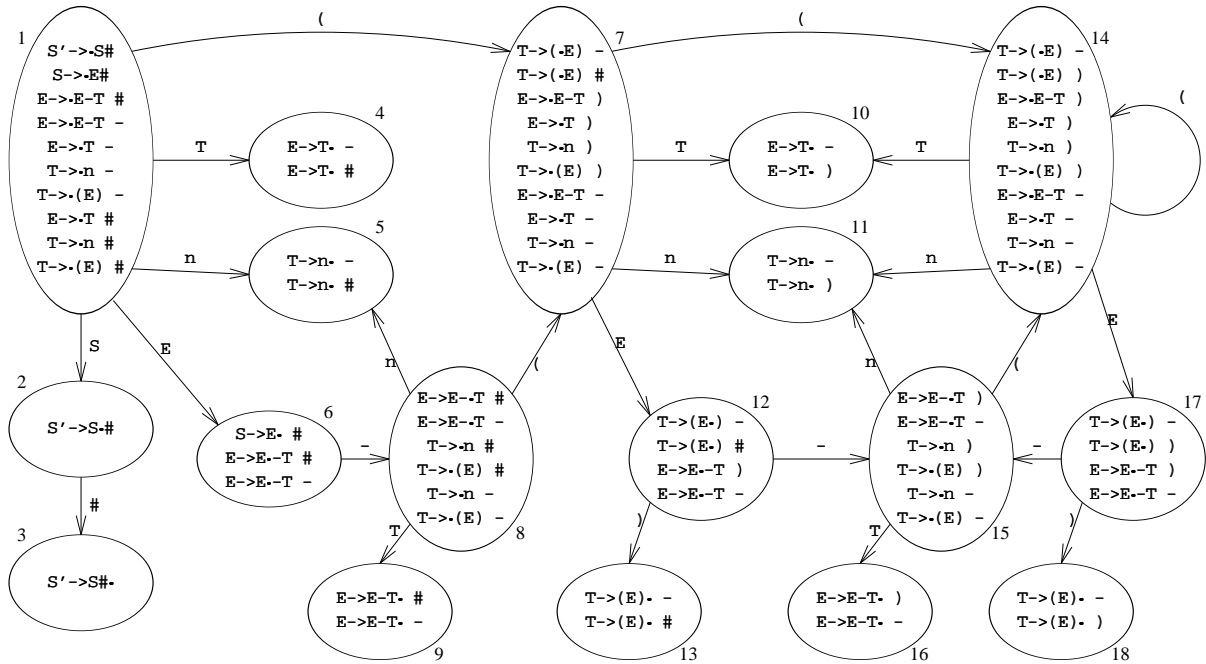 1
S'->•S#
S->•E#
E->•E-T #
E->•E-T -
E->•T -
T->•n -
T->•(E) -
E->•T #
T->•n #
T->•(E) #
(
T
n
S
E
2
S'->S•#
#
3
S'->S#•
4
E->T• -
E->T• #
5
T->n• -
T->n• #
6
S->E• #
E->E•-T #
E->E•-T -
-
n
(
E->E-•T #
E->E-•T -
T->•n #
T->•(E) #
T->•n -
T->•(E) -
8
T
E->E-T• #
E->E-T• -
9
7
T->(•E) -
T->(•E) #
E->•E-T )
E->•T )
T->•n )
T->•(E) )
E->•E-T -
E->•T -
T->•n -
T->•(E) -
(
T
n
E
10
E->T• -
E->T• )
11
T->n• -
T->n• )
12
T->(E•) -
T->(E•) #
E->E•-T )
E->E•-T -
-
)
T->(E)• -
T->(E)• #
13
n
(
E->E-•T )
E->E-•T -
T->•n )
T->•(E) )
T->•n -
T->•(E) -
15
T
E->E-T• )
E->E-T• -
16
14
T->(•E) -
T->(•E) )
E->•E-T )
E->•T )
T->•n )
T->•(E) )
E->•E-T -
E->•T -
T->•n -
T->•(E) -
(
T
n
E
17
T->(E•) -
T->(E•) )
E->E•-T )
E->E•-T -
-
)
T->(E)• -
T->(E)• )
18